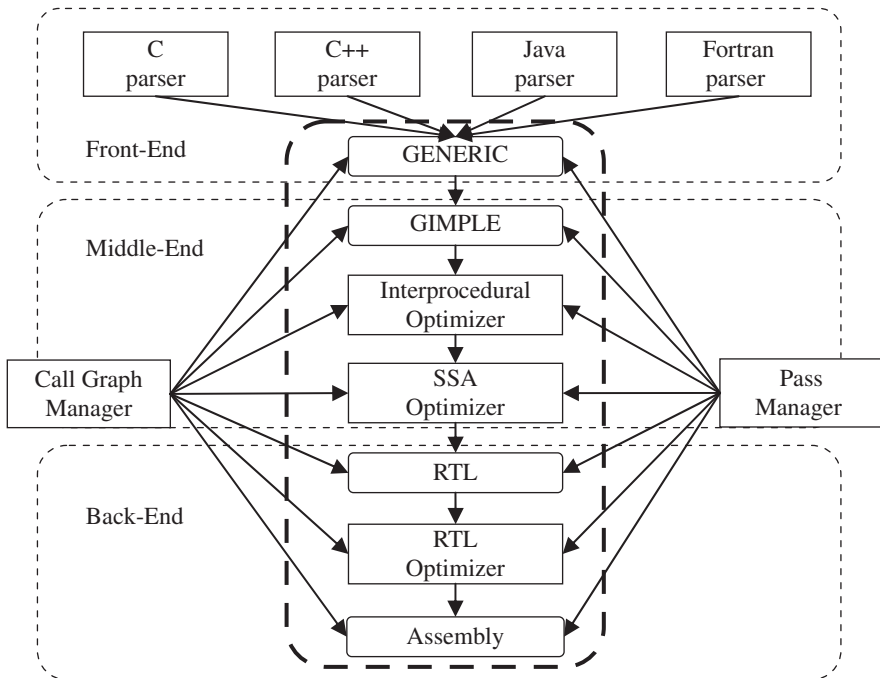 C
parser
C++
parser
Java
parser
Fortran
parser
Front-End
GENERIC
GIMPLE
Middle-End
Interprocedural
Optimizer
Call Graph
Manager
SSA
Optimizer
Pass
Manager
RTL
Back-End
RTL
Optimizer
Assembly